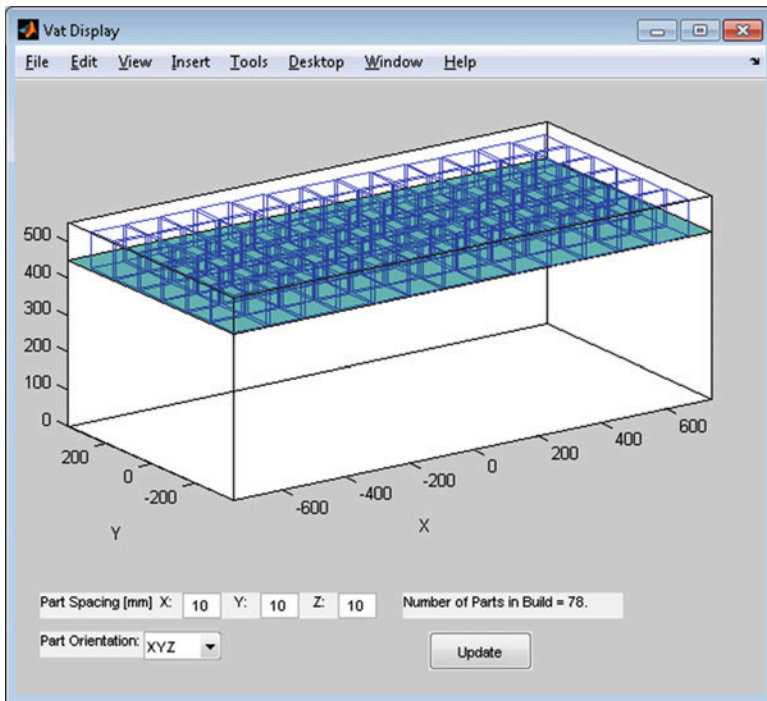 Vat Display
File Edit View Insert Tools Desktop Window Help
500
400
300
200
100
0
200
0
-200
Y
-600
-400
-200
0
200
400
600
X
Part Spacing [mm] X: 10 Y: 10 Z: 10 Number of Parts in Build = 78.
Part Orientation: XYZ Update